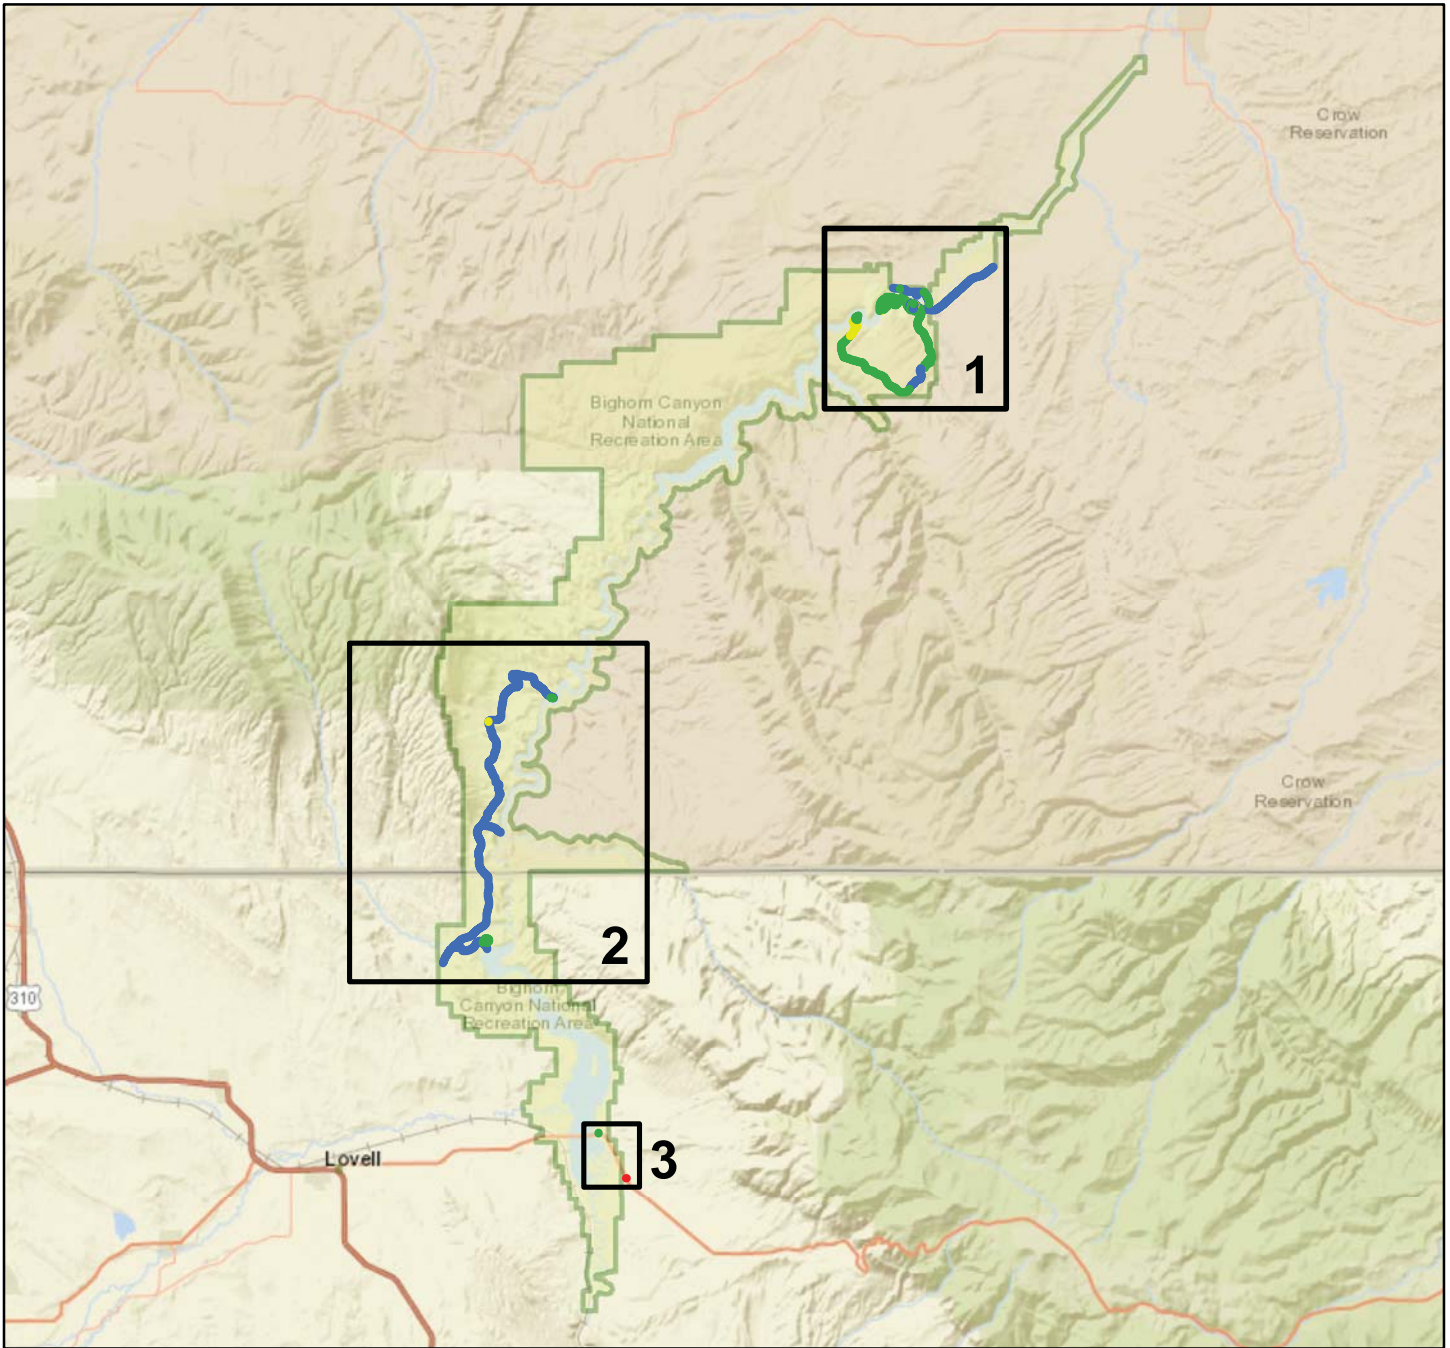 Crow
Reservation
1
Bighorn Canyon
National
Recreation Area
Crow
Reservation
2
310
Bighorn
Canyon National
Recreation Area
Lovell
3